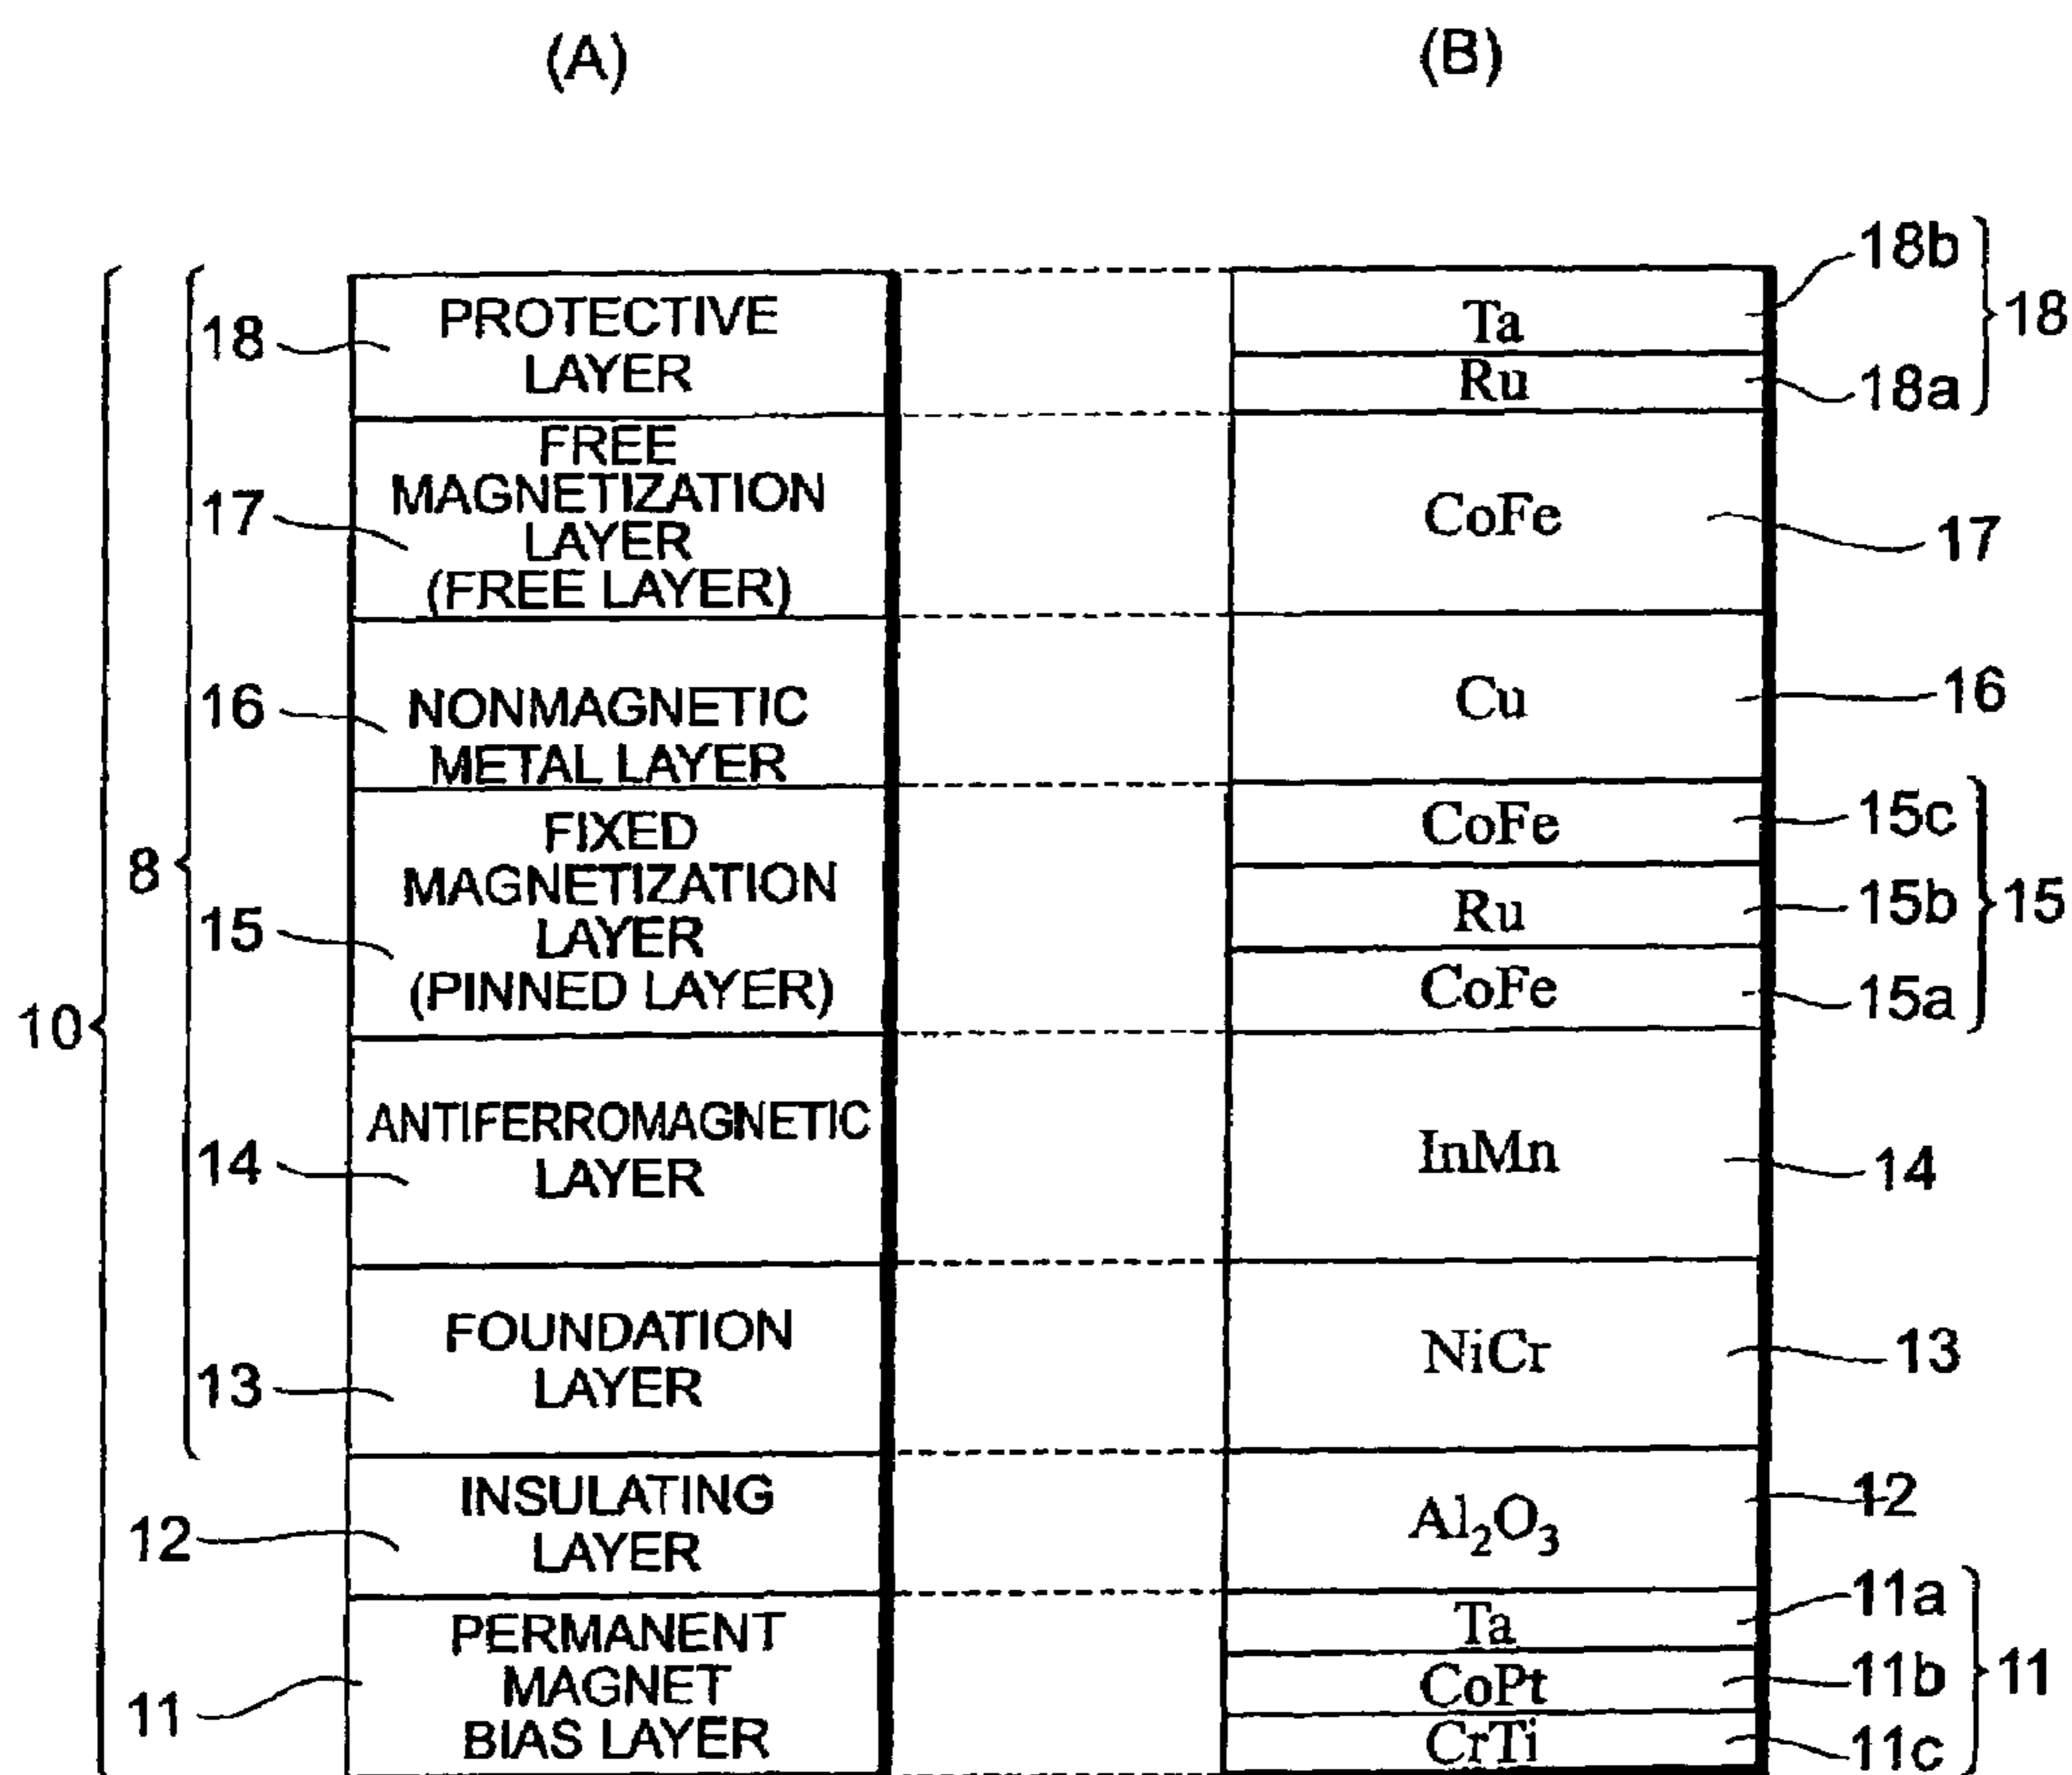 (A)
(B)
18
PROTECTIVE
LAYER
17
FREE
MAGNETIZATION
LAYER
(FREE LAYER)
16
NONMAGNETIC
METAL LAYER
15
FIXED
MAGNETIZATION
LAYER
(PINNED LAYER)
14
ANTIFERROMAGNETIC
LAYER
13
FOUNDATION
LAYER
12
INSULATING
LAYER
11
PERMANENT
MAGNET
BIAS LAYER
8
10
Ta
18b
Ru
18a
18
CoFe
17
Cu
16
CoFe
15c
Ru
15b
15
CoFe
15a
InMn
14
NiCr
13
Al₂O₃
12
Ta
11a
CoPt
11b
11
CrTi
11c